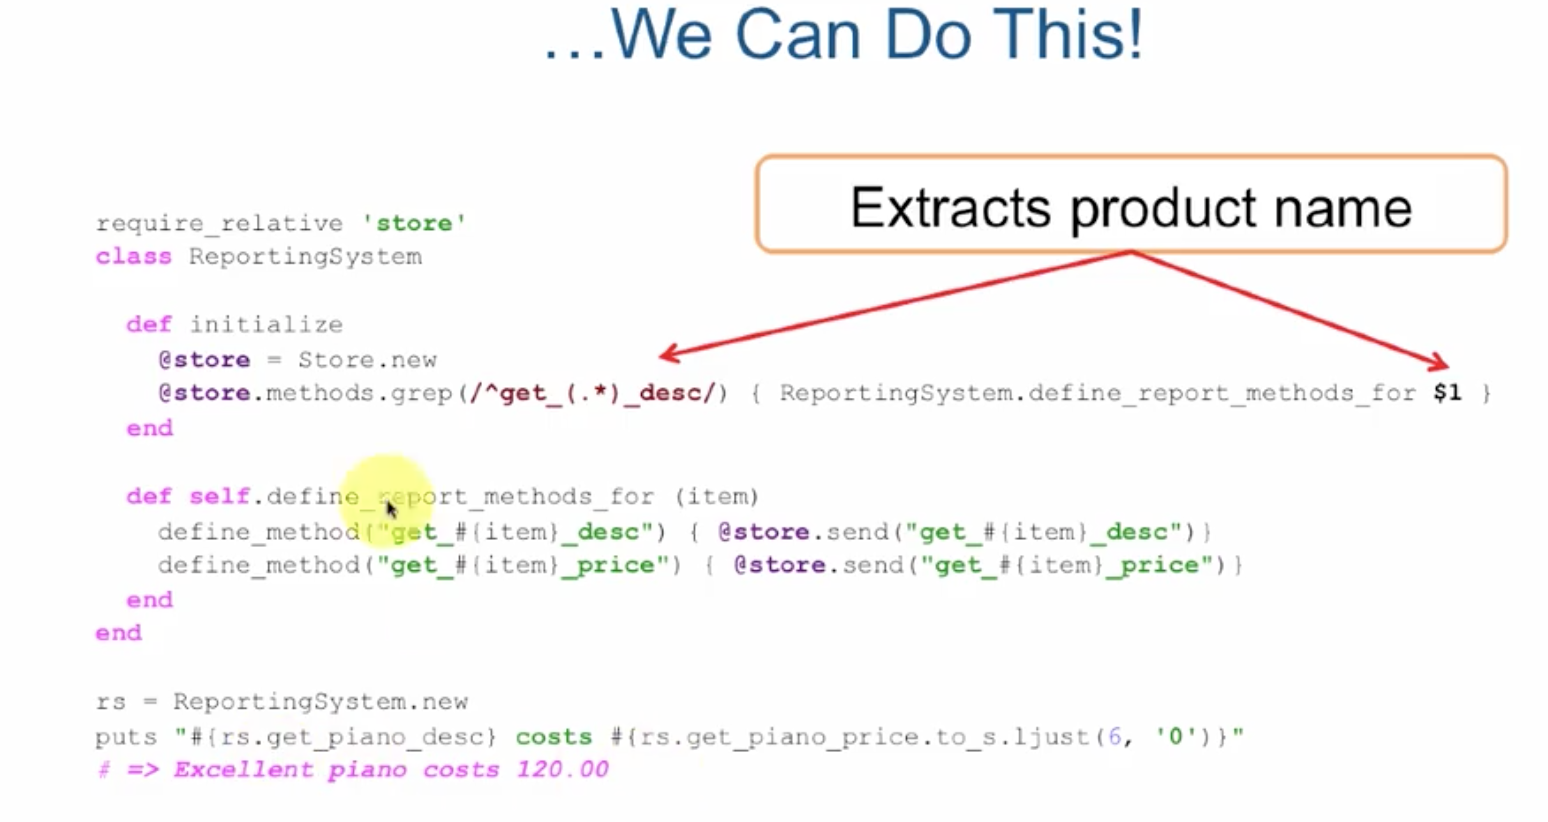 ...We Can Do This!
Extracts product name
require_relative 'store'
class ReportingSystem
def initialize
@store = Store.new
@store.methods.grep(/^get_(.*)_desc/) { ReportingSystem.define_report_methods_for $1 }
end
def self.define_report_methods_for (item)
define_method("get_#{item}_desc") { @store.send("get_#{item}_desc")}
define_method("get_#{item}_price") { @store.send("get_#{item}_price")}
end
end
rs = ReportingSystem.new
puts "#{rs.get_piano_desc} costs #{rs.get_piano_price.to_s.ljust(6, '0')}"
# => Excellent piano costs 120.00